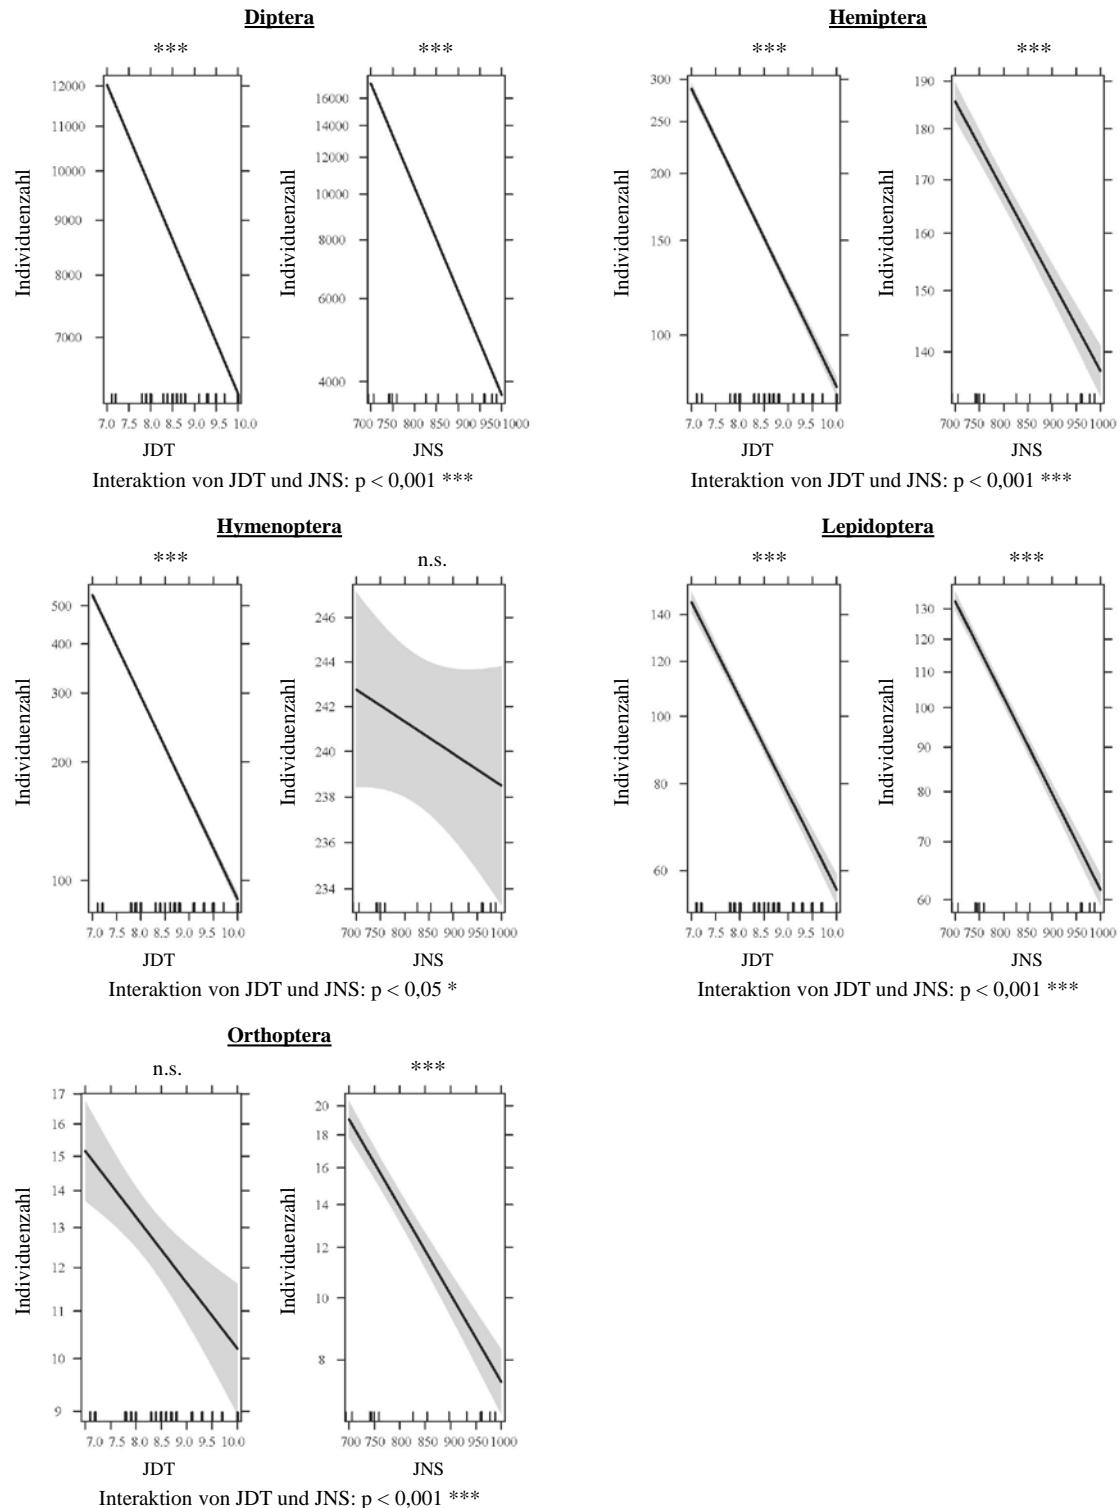 Diptera
*** ***
Individuenzahl
12000
11000
10000
9000
8000
7000
7.0 7.5 8.0 8.5 9.0 9.5 10.0
JDT
Individuenzahl
16000
14000
12000
10000
8000
6000
4000
700 750 800 850 900 950 1000
JNS
Interaktion von JDT und JNS: p < 0,001 ***
Hemiptera
*** ***
Individuenzahl
300
250
200
150
100
7.0 7.5 8.0 8.5 9.0 9.5 10.0
JDT
Individuenzahl
190
180
170
160
150
140
700 750 800 850 900 950 1000
JNS
Interaktion von JDT und JNS: p < 0,001 ***
Hymenoptera
*** n.s.
Individuenzahl
500
400
300
200
100
7.0 7.5 8.0 8.5 9.0 9.5 10.0
JDT
Individuenzahl
246
244
242
240
238
236
234
700 750 800 850 900 950 1000
JNS
Interaktion von JDT und JNS: p < 0,05 *
Lepidoptera
*** ***
Individuenzahl
140
120
100
80
60
7.0 7.5 8.0 8.5 9.0 9.5 10.0
JDT
Individuenzahl
130
120
110
100
90
80
70
60
700 750 800 850 900 950 1000
JNS
Interaktion von JDT und JNS: p < 0,001 ***
Orthoptera
n.s. ***
Individuenzahl
17
16
15
14
13
12
11
10
9
7.0 7.5 8.0 8.5 9.0 9.5 10.0
JDT
Individuenzahl
20
18
16
14
12
10
8
700 750 800 850 900 950 1000
JNS
Interaktion von JDT und JNS: p < 0,001 ***